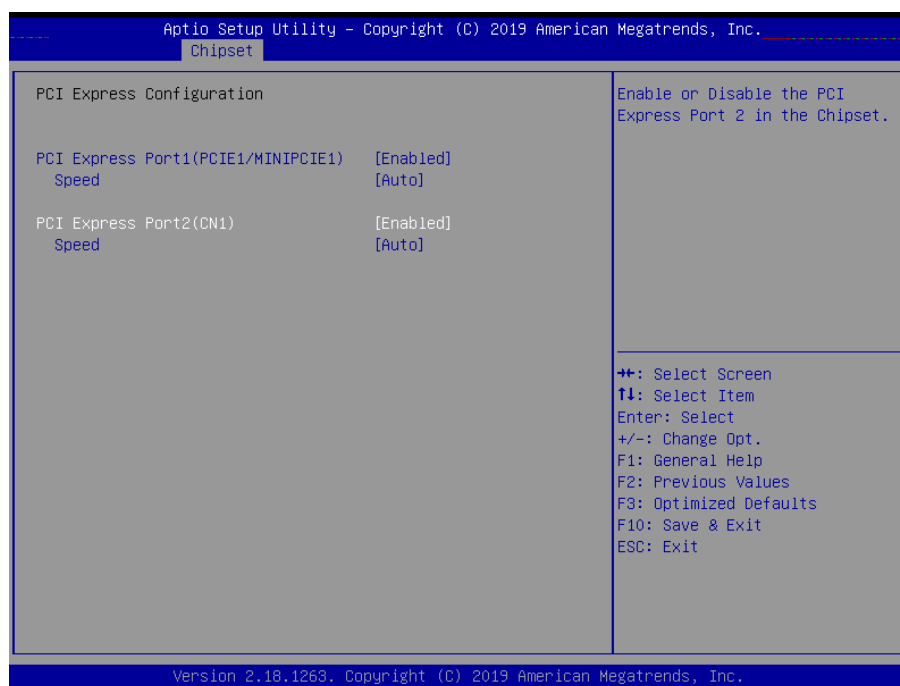 Aptio Setup Utility – Copyright (C) 2019 American Megatrends, Inc.
Chipset
PCI Express Configuration
PCI Express Port1(PCIE1/MINIPCIE1) [Enabled]
Speed [Auto]
PCI Express Port2(CN1) [Enabled]
Speed [Auto]
Enable or Disable the PCI
Express Port 2 in the Chipset.
→←: Select Screen
↑↓: Select Item
Enter: Select
+/-: Change Opt.
F1: General Help
F2: Previous Values
F3: Optimized Defaults
F10: Save & Exit
ESC: Exit
Version 2.18.1263. Copyright (C) 2019 American Megatrends, Inc.